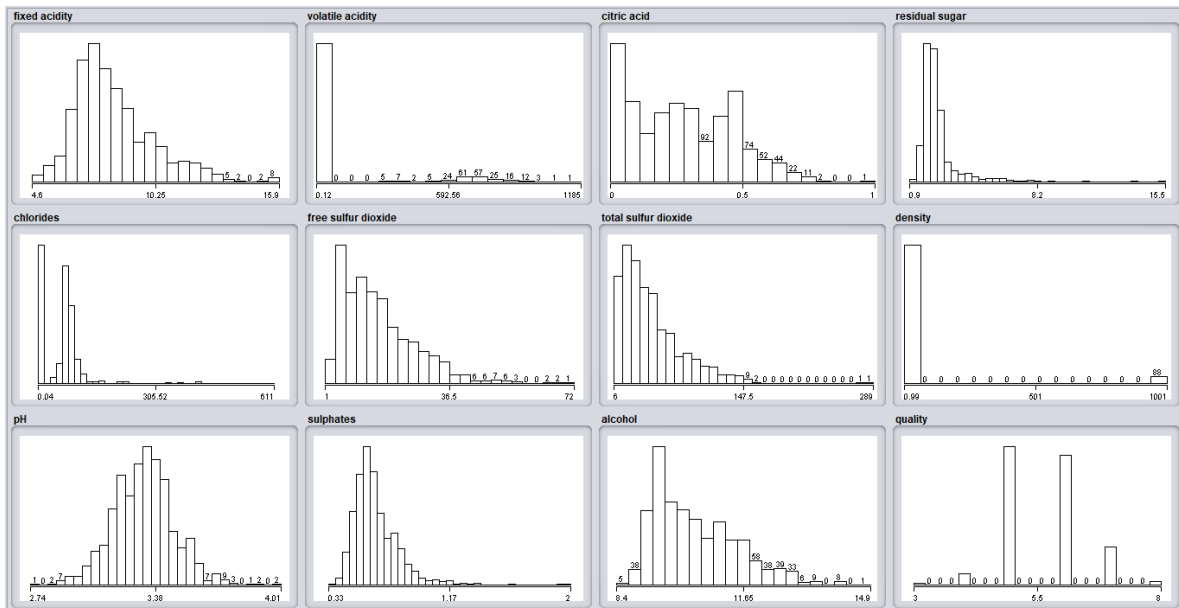 fixed acidity
5 2 0 2 8
4.6 10.25 15.9
volatile acidity
0 0 0 5 7 2 5 24 61 57 25 16 12 3 1 1
0.12 592.56 1185
citric acid
92 74 52 44 22 11 2 0 0 1
0 0.5 1
residual sugar
0.9 8.2 15.5
chlorides
0.04 305.52 611
free sulfur dioxide
6 6 7 6 3 0 0 2 2 1
1 36.5 72
total sulfur dioxide
9 2 0 0 0 0 0 0 0 0 0 0 1 1
6 147.5 289
density
0 0 0 0 0 0 0 0 0 0 0 0 0 0 88
0.99 501 1001
pH
1 0 2 7 7 9 3 0 1 2 0 2
2.74 3.38 4.01
sulphates
0.33 1.17 2
alcohol
5 38 58 38 39 33 6 9 0 8 0 1
8.4 11.65 14.9
quality
0 0 0 0 0 0 0 0 0 0 0 0 0 0 0
3 5.5 8